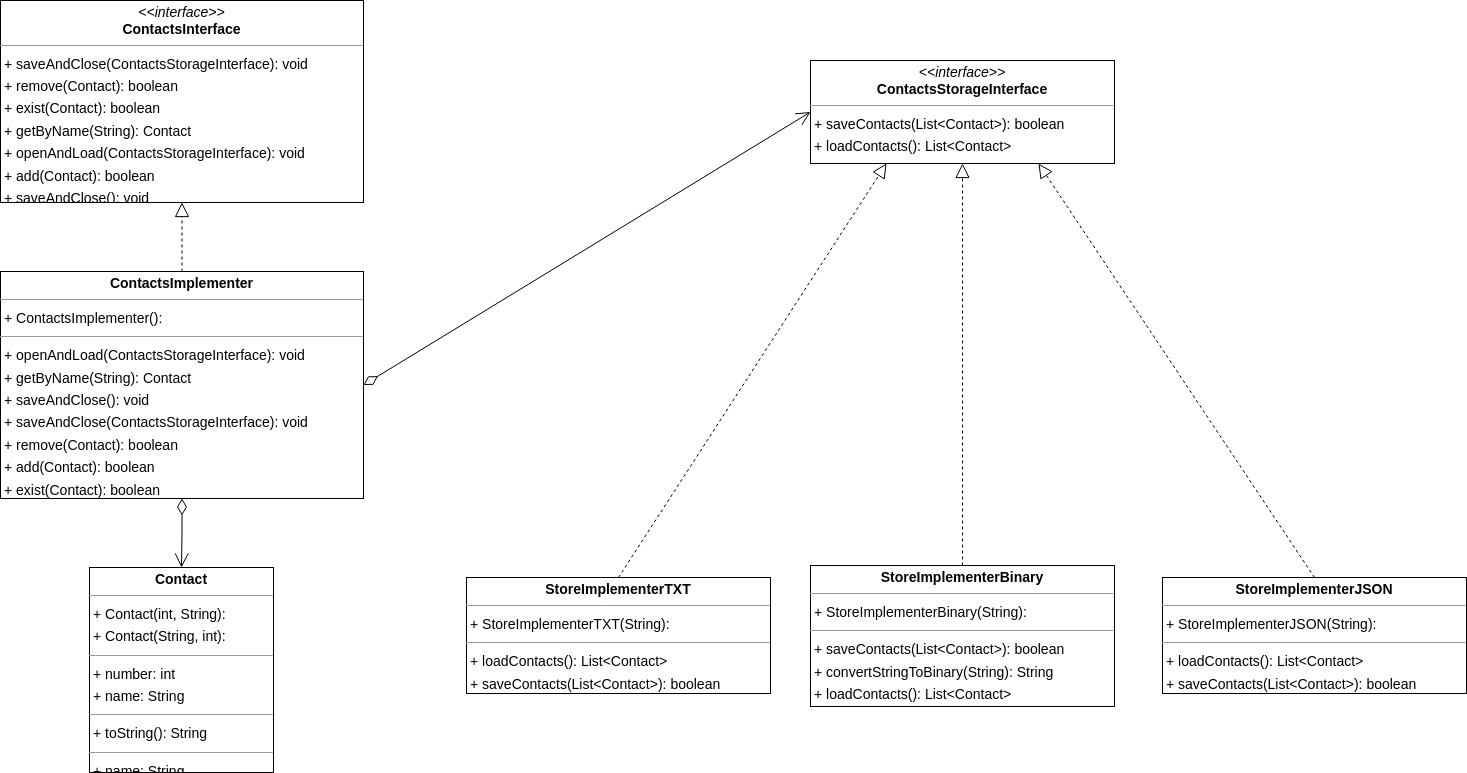 <<interface>>
ContactsInterface
+ saveAndClose(ContactsStorageInterface): void
+ remove(Contact): boolean
+ exist(Contact): boolean
+ getByName(String): Contact
+ openAndLoad(ContactsStorageInterface): void
+ add(Contact): boolean
+ saveAndClose(): void
<<interface>>
ContactsStorageInterface
+ saveContacts(List<Contact>): boolean
+ loadContacts(): List<Contact>
ContactsImplementer
+ ContactsImplementer():
+ openAndLoad(ContactsStorageInterface): void
+ getByName(String): Contact
+ saveAndClose(): void
+ saveAndClose(ContactsStorageInterface): void
+ remove(Contact): boolean
+ add(Contact): boolean
+ exist(Contact): boolean
Contact
+ Contact(int, String):
+ Contact(String, int):
+ number: int
+ name: String
+ toString(): String
+ name: String
StoreImplementerTXT
+ StoreImplementerTXT(String):
+ loadContacts(): List<Contact>
+ saveContacts(List<Contact>): boolean
StoreImplementerBinary
+ StoreImplementerBinary(String):
+ saveContacts(List<Contact>): boolean
+ convertStringToBinary(String): String
+ loadContacts(): List<Contact>
StoreImplementerJSON
+ StoreImplementerJSON(String):
+ loadContacts(): List<Contact>
+ saveContacts(List<Contact>): boolean